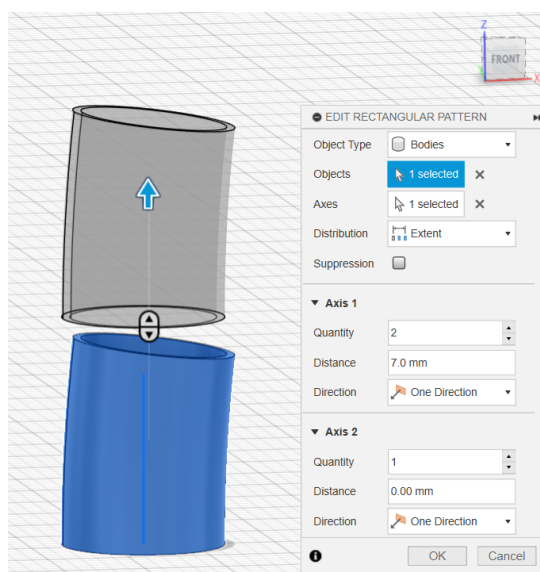 Z
FRONT
X
EDIT RECTANGULAR PATTERN
Object Type Bodies
Objects 1 selected
Axes 1 selected
Distribution Extent
Suppression
Axis 1
Quantity 2
Distance 7.0 mm
Direction One Direction
Axis 2
Quantity 1
Distance 0.00 mm
Direction One Direction
OK Cancel